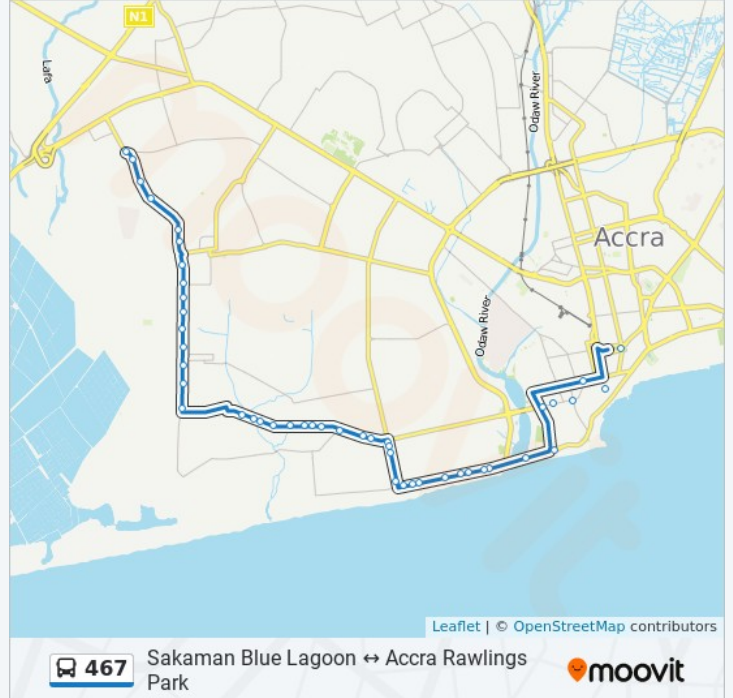 N1
Lafa
Odaw River
Accra
Odaw River
Leaflet | © OpenStreetMap contributors
467
Sakaman Blue Lagoon ↔ Accra Rawlings
Park
moovit